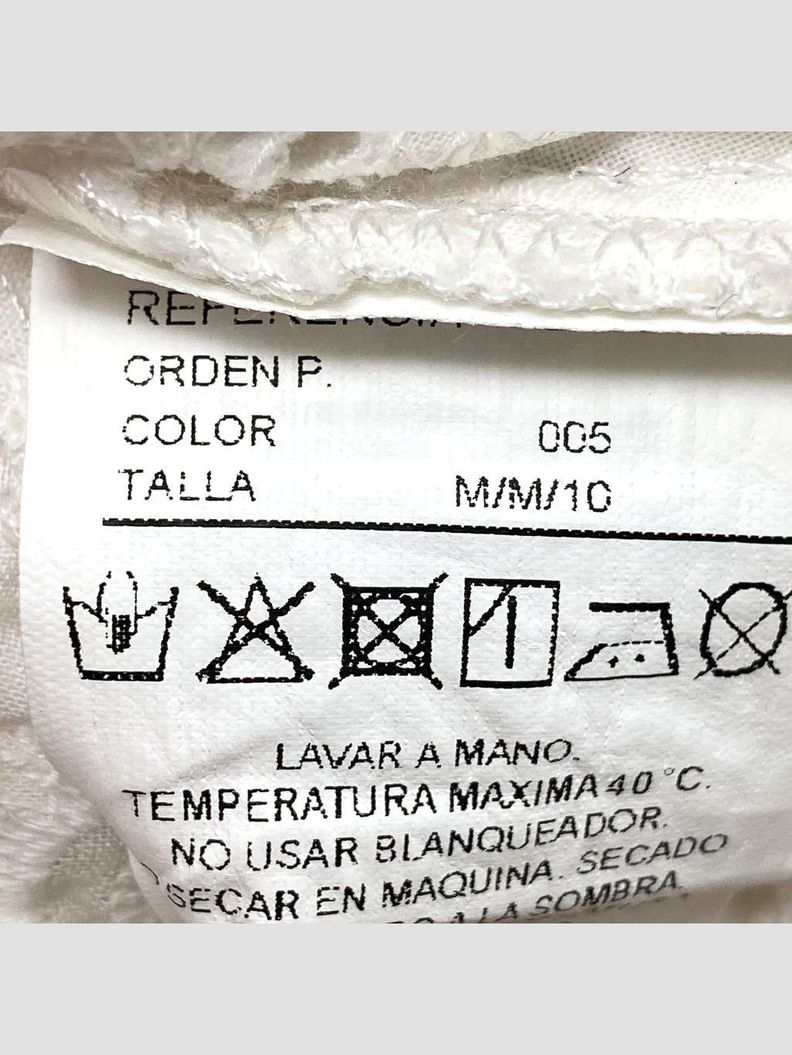 REFERENCIA
ORDEN P.
COLOR 005
TALLA M/M/10
LAVAR A MANO.
TEMPERATURA MAXIMA 40 °C.
NO USAR BLANQUEADOR.
SECAR EN MAQUINA. SECADO
A LA SOMBRA.